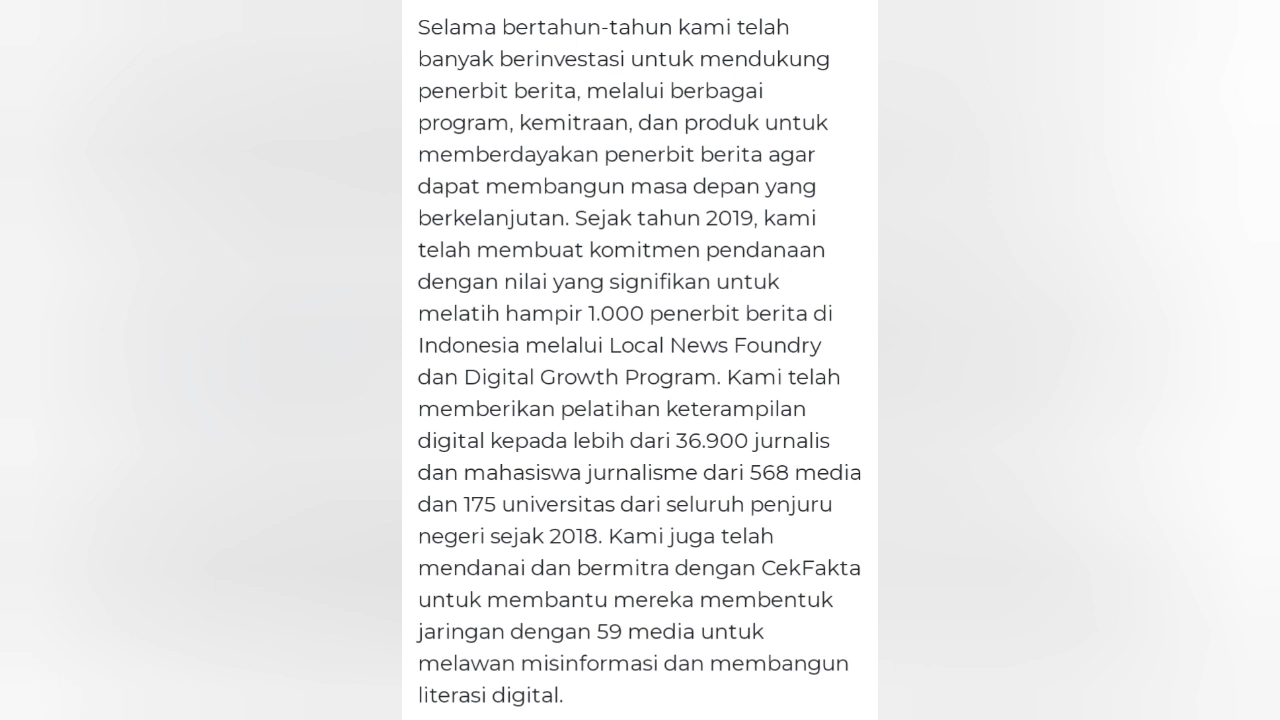 Selama bertahun-tahun kami telah
banyak berinvestasi untuk mendukung
penerbit berita, melalui berbagai
program, kemitraan, dan produk untuk
memberdayakan penerbit berita agar
dapat membangun masa depan yang
berkelanjutan. Sejak tahun 2019, kami
telah membuat komitmen pendanaan
dengan nilai yang signifikan untuk
melatih hampir 1.000 penerbit berita di
Indonesia melalui Local News Foundry
dan Digital Growth Program. Kami telah
memberikan pelatihan keterampilan
digital kepada lebih dari 36.900 jurnalis
dan mahasiswa jurnalisme dari 568 media
dan 175 universitas dari seluruh penjuru
negeri sejak 2018. Kami juga telah
mendanai dan bermitra dengan CekFakta
untuk membantu mereka membentuk
jaringan dengan 59 media untuk
melawan misinformasi dan membangun
literasi digital.